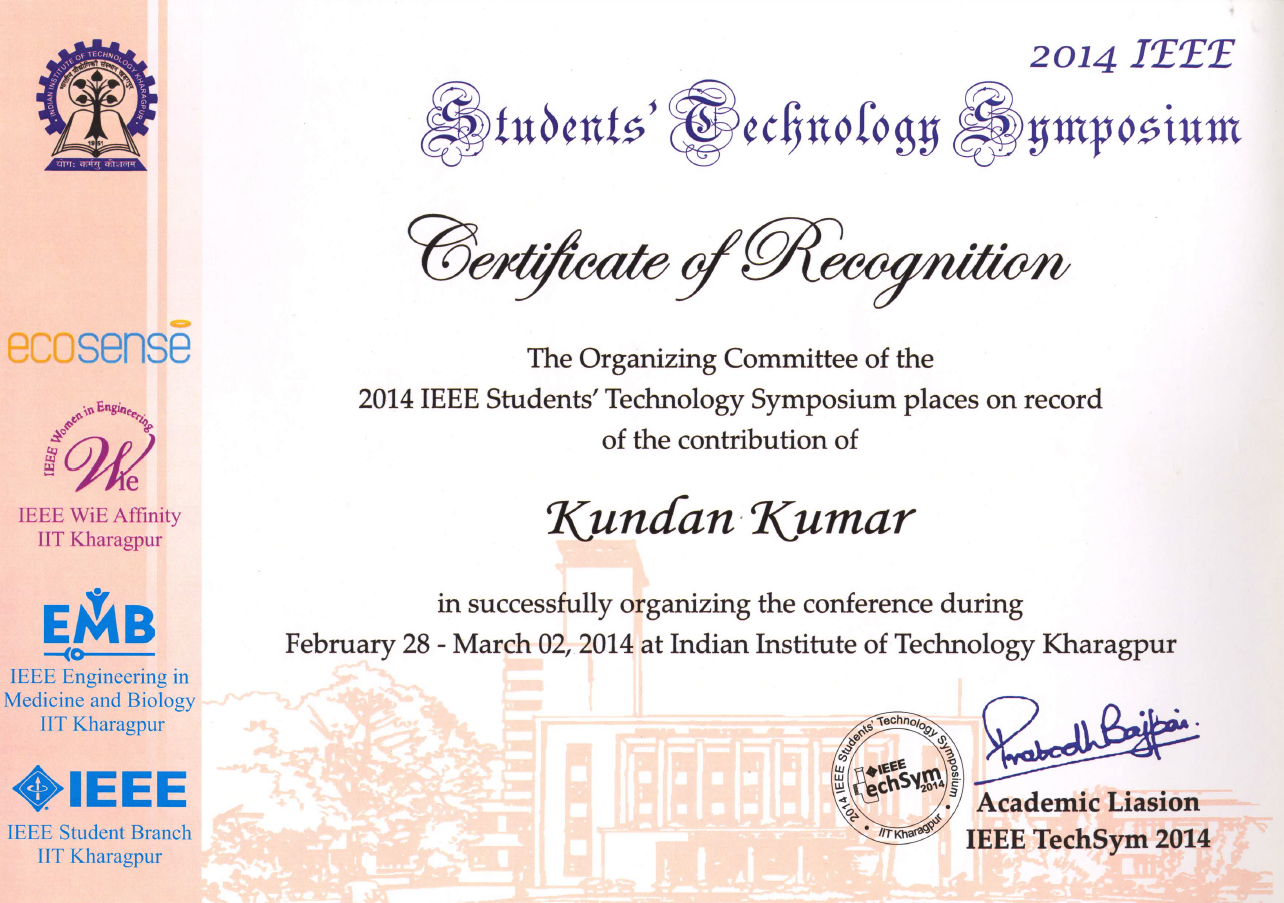 INDIAN INSTITUTE OF TECHNOLOGY KHARAGPUR
भारतीय प्रौद्योगिकी संस्थान खड़गपुर
1951
योगः कर्मसु कौशलम्
2014 IEEE
Students' Technology Symposium
Certificate of Recognition
The Organizing Committee of the
2014 IEEE Students' Technology Symposium places on record
of the contribution of
Kundan Kumar
in successfully organizing the conference during
February 28 - March 02, 2014 at Indian Institute of Technology Kharagpur
ecosense
IEEE Women in Engineering
WIe
IEEE WiE Affinity
IIT Kharagpur
EMB
IEEE Engineering in
Medicine and Biology
IIT Kharagpur
IEEE
IEEE Student Branch
IIT Kharagpur
2014 IEEE Students' Technology Symposium
IEEE
TechSym
2014
IIT Kharagpur
Prabodh Bajpai.
Academic Liasion
IEEE TechSym 2014